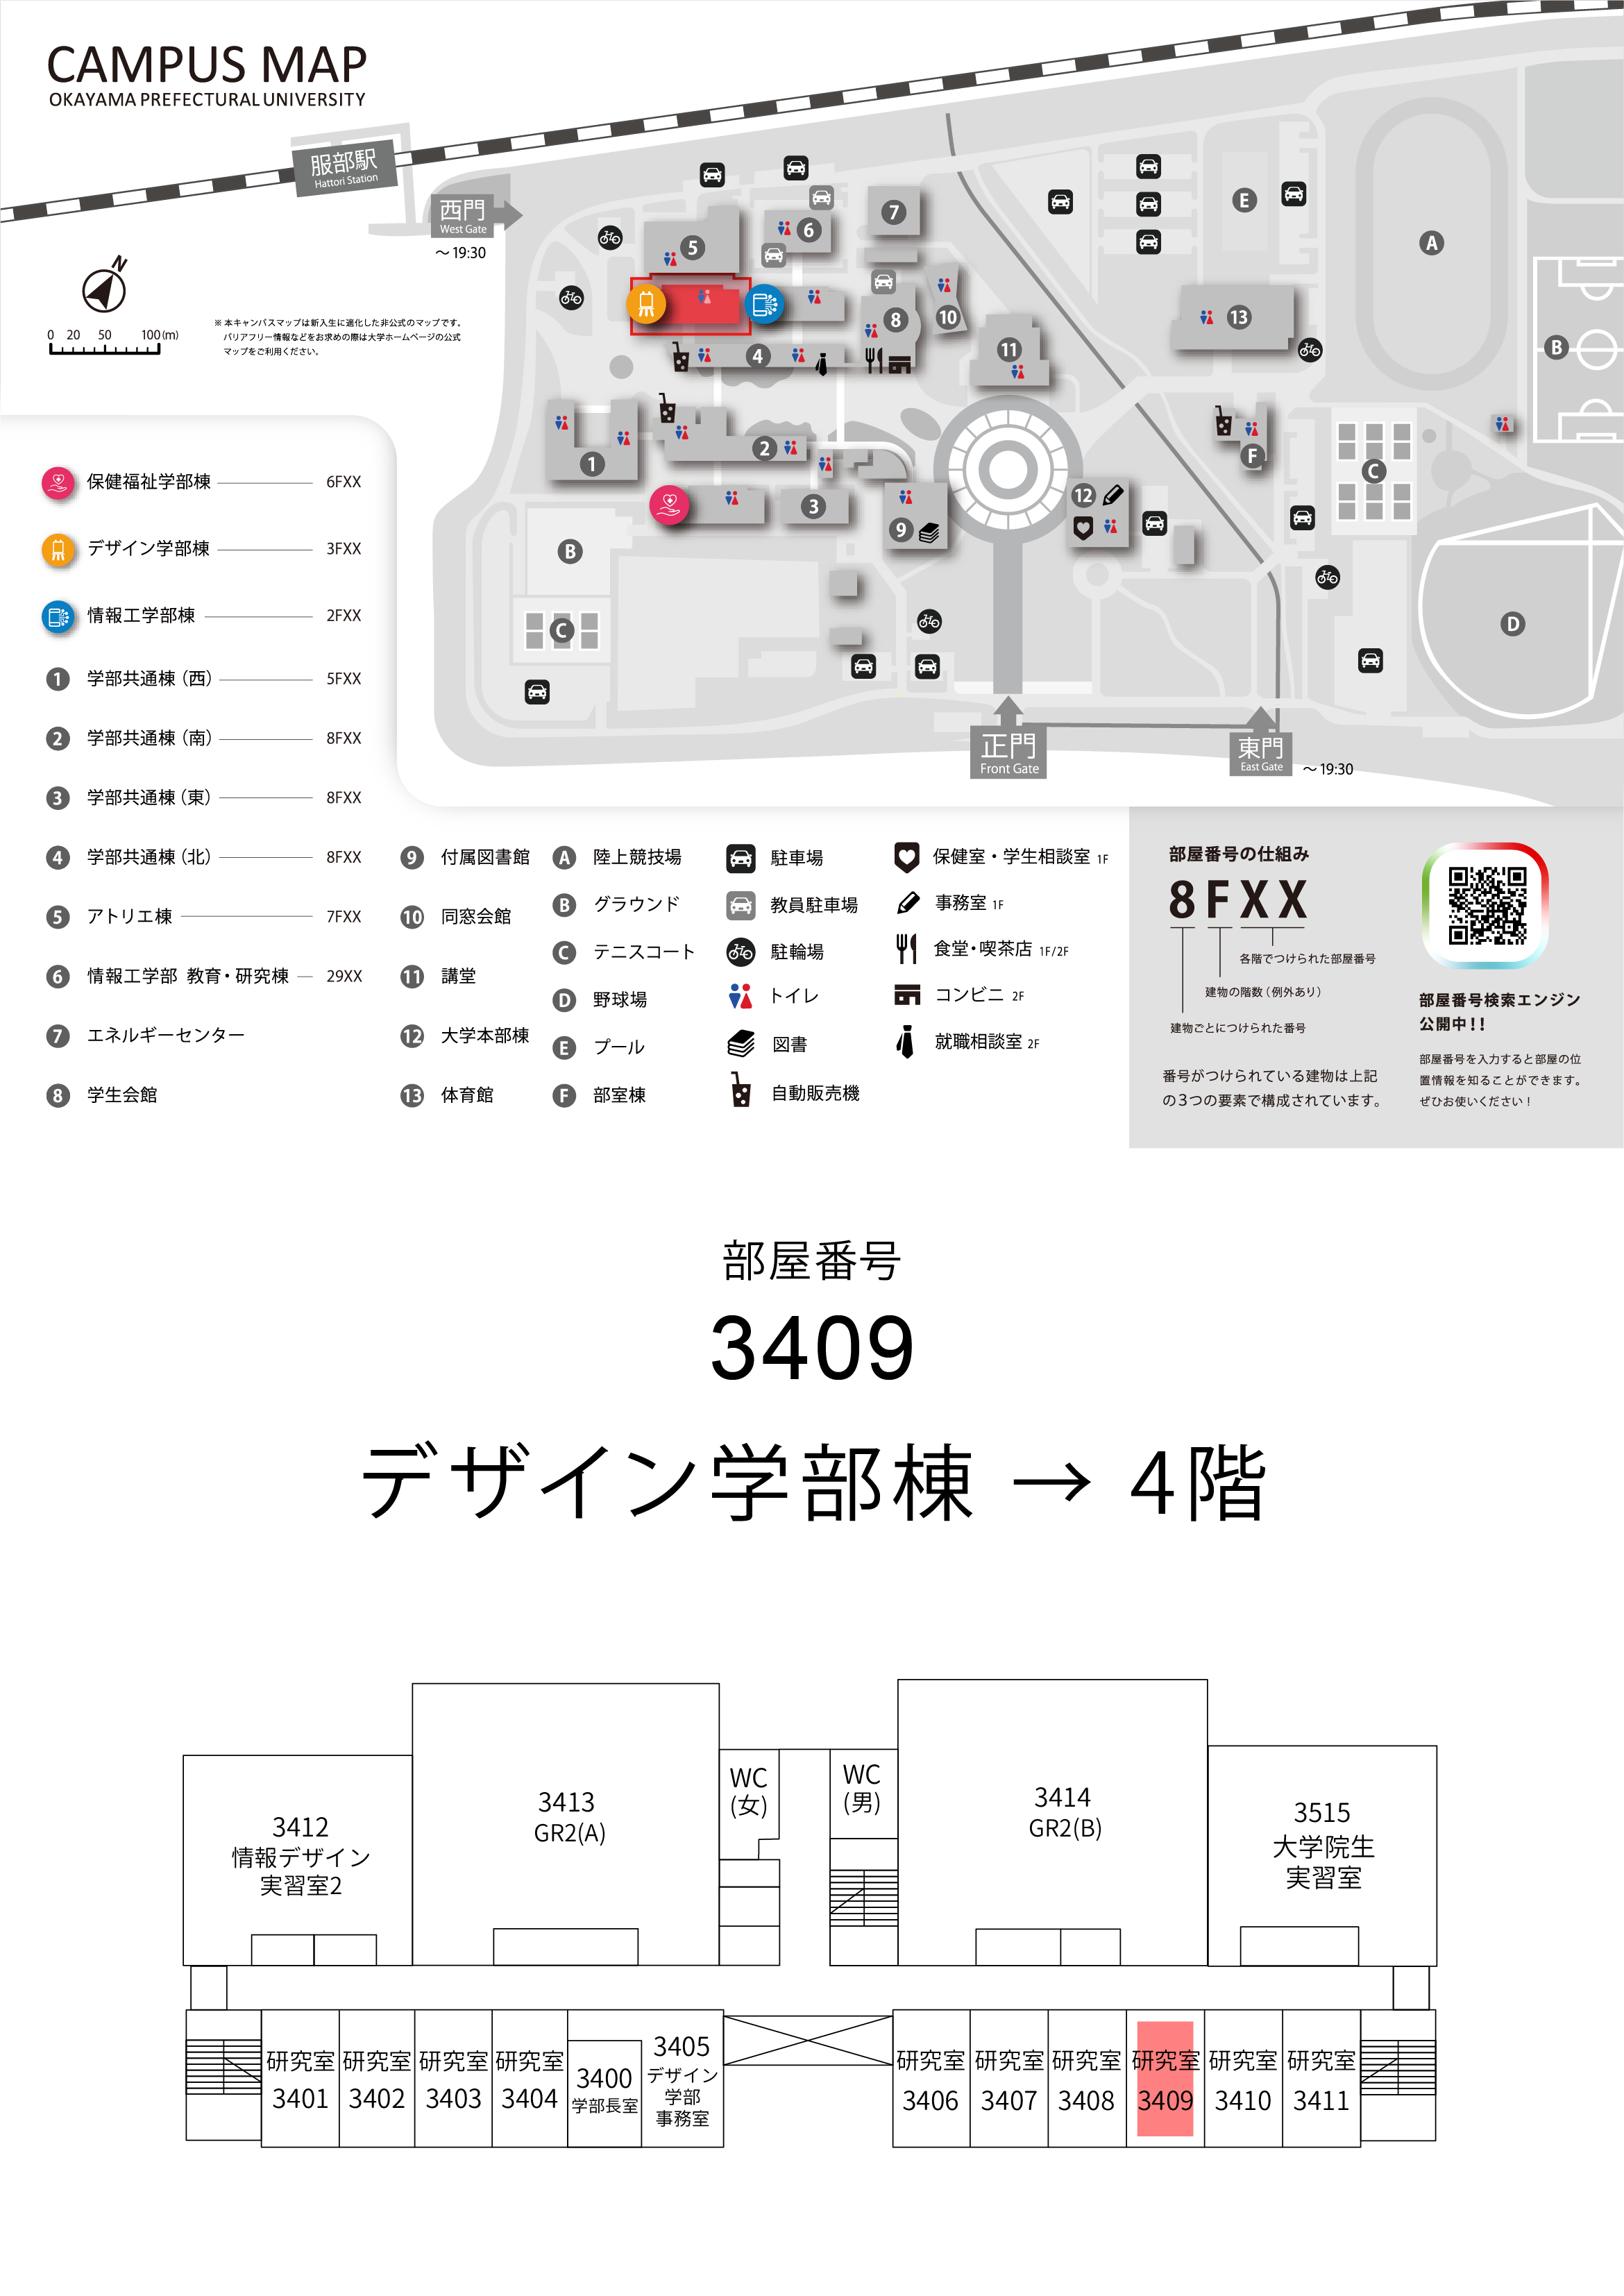 CAMPUS MAP
OKAYAMA PREFECTURAL UNIVERSITY
服部駅
Hattori Station
西門
West Gate
～19:30
N
0 20 50 100(m)
※ 本キャンパスマップは新入生に適化した非公式のマップです。
バリアフリー情報などをお求めの際は大学ホームページの公式
マップをご利用ください。
5
6
7
8
10
11
4
13
E
A
B
1
2
3
9
12
F
C
B
C
D
正門
Front Gate
東門
East Gate
～19:30
保健福祉学部棟 6FXX
デザイン学部棟 3FXX
情報工学部棟 2FXX
1 学部共通棟（西） 5FXX
2 学部共通棟（南） 8FXX
3 学部共通棟（東） 8FXX
4 学部共通棟（北） 8FXX
5 アトリエ棟 7FXX
6 情報工学部 教育・研究棟 29XX
7 エネルギーセンター
8 学生会館
9 付属図書館
10 同窓会館
11 講堂
12 大学本部棟
13 体育館
A 陸上競技場
B グラウンド
C テニスコート
D 野球場
E プール
F 部室棟
駐車場
教員駐車場
駐輪場
トイレ
図書
自動販売機
保健室・学生相談室 1F
事務室 1F
食堂・喫茶店 1F/2F
コンビニ 2F
就職相談室 2F
部屋番号の仕組み
8FXX
各階でつけられた部屋番号
建物の階数（例外あり）
建物ごとにつけられた番号
番号がつけられている建物は上記
の３つの要素で構成されています。
部屋番号検索エンジン
公開中！！
部屋番号を入力すると部屋の位
置情報を知ることができます。
ぜひお使いください！
部屋番号
3409
デザイン学部棟 → 4階
3412
情報デザイン
実習室2
3413
GR2(A)
WC
(女)
WC
(男)
3414
GR2(B)
3515
大学院生
実習室
研究室
3401
研究室
3402
研究室
3403
研究室
3404
3400
学部長室
3405
デザイン
学部
事務室
研究室
3406
研究室
3407
研究室
3408
研究室
3409
研究室
3410
研究室
3411